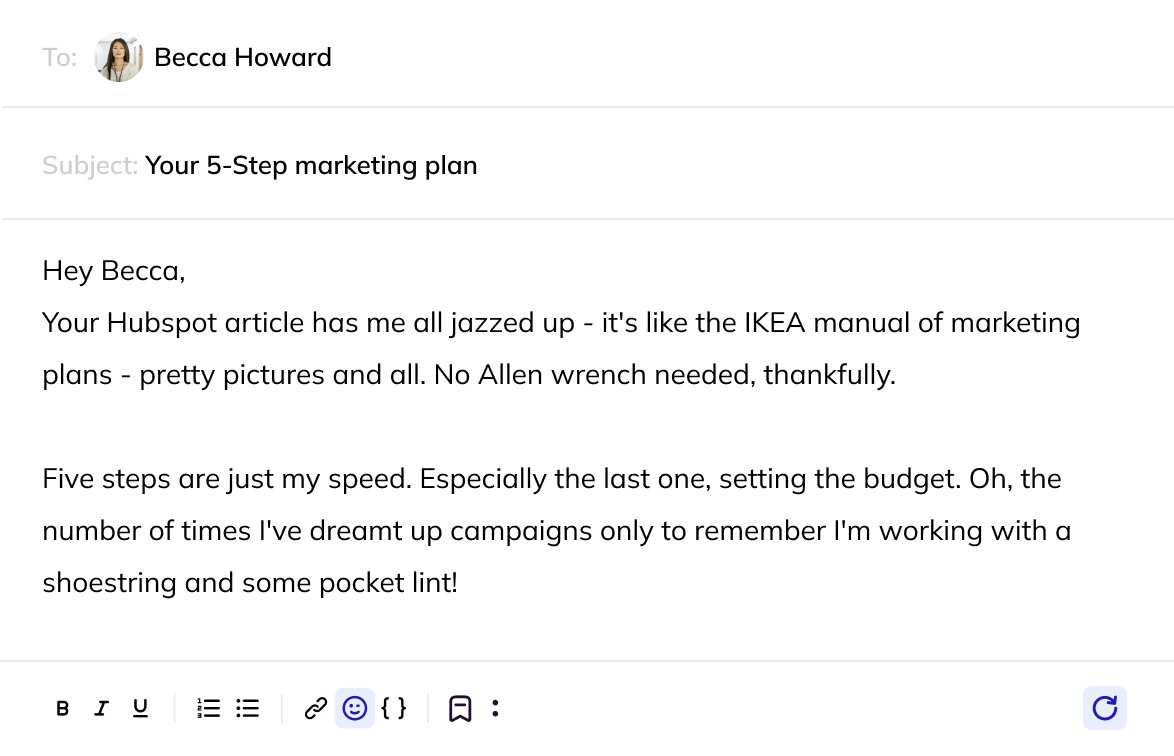 To: Becca Howard
Subject: Your 5-Step marketing plan
Hey Becca,
Your Hubspot article has me all jazzed up - it's like the IKEA manual of marketing
plans - pretty pictures and all. No Allen wrench needed, thankfully.
Five steps are just my speed. Especially the last one, setting the budget. Oh, the
number of times I've dreamt up campaigns only to remember I'm working with a
shoestring and some pocket lint!
B I U { } :